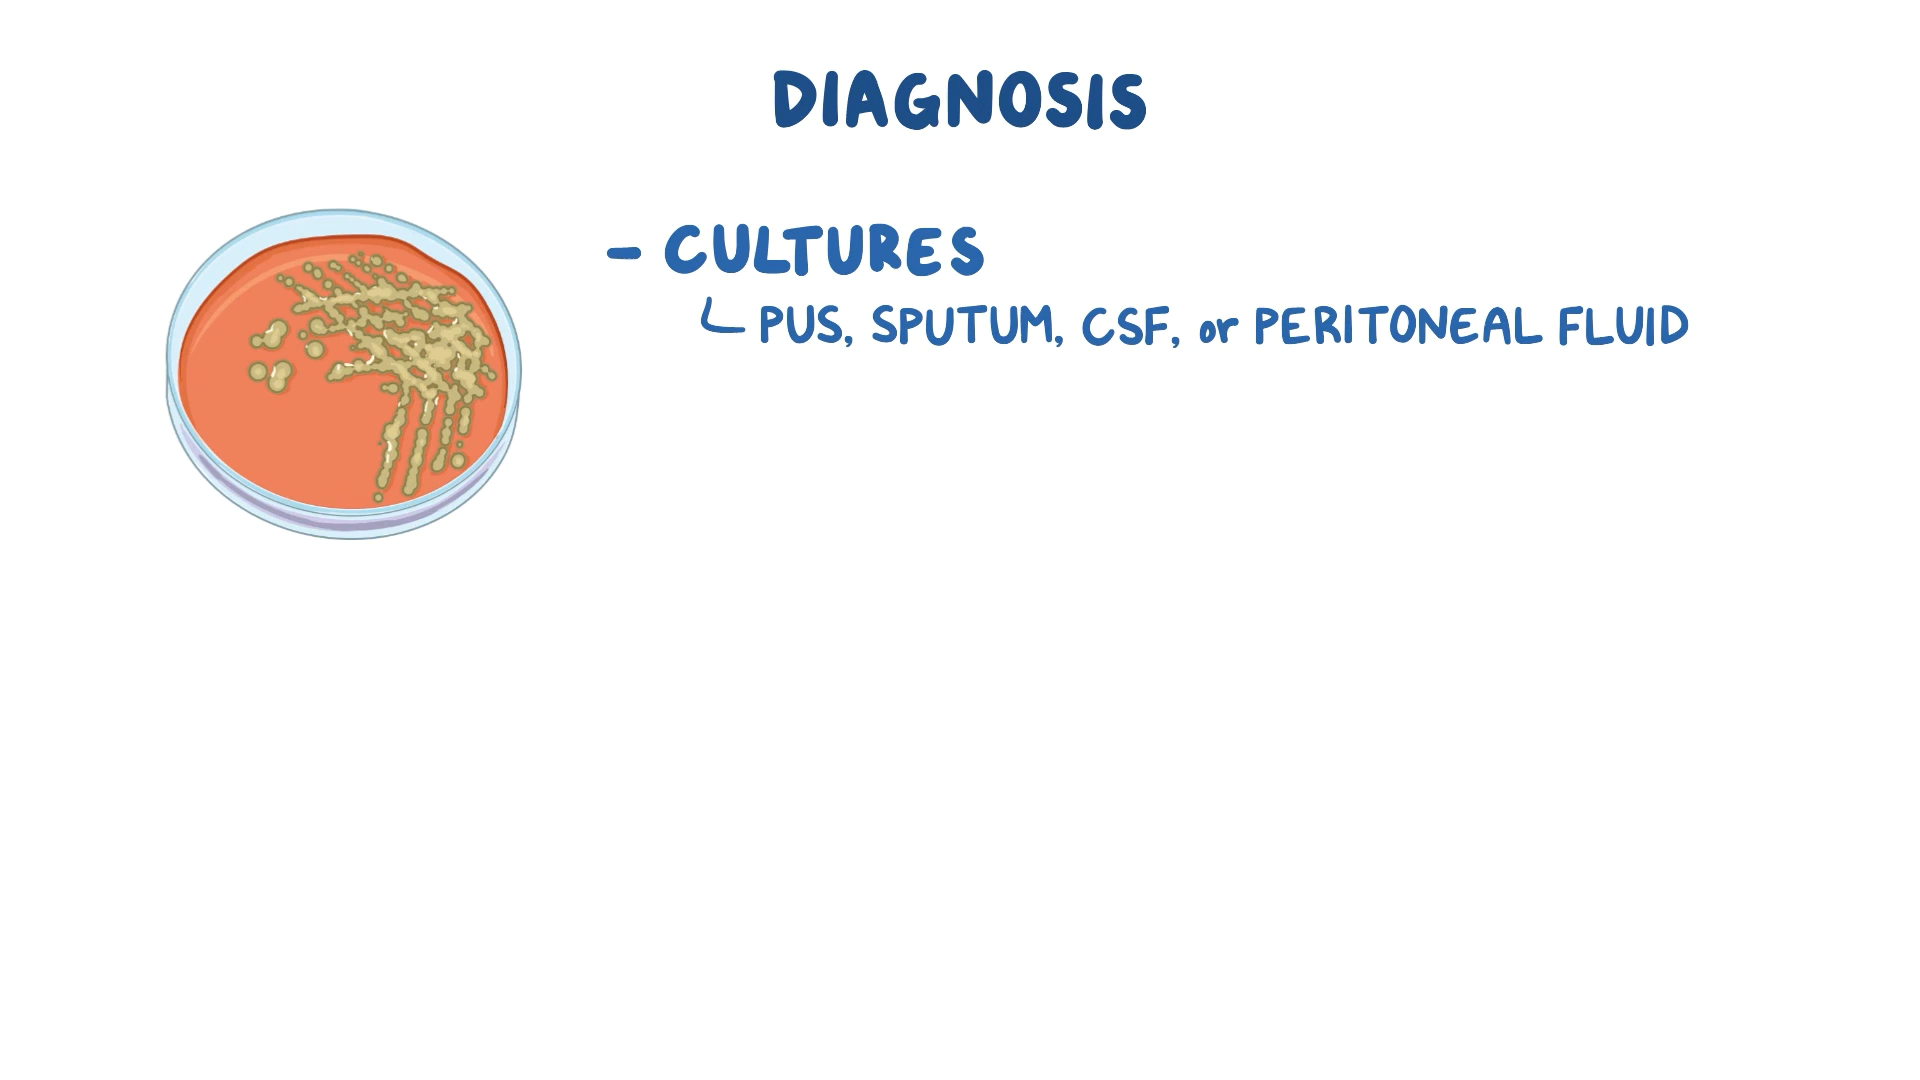 DIAGNOSIS
- CULTURES
PUS, SPUTUM, CSF, or PERITONEAL FLUID